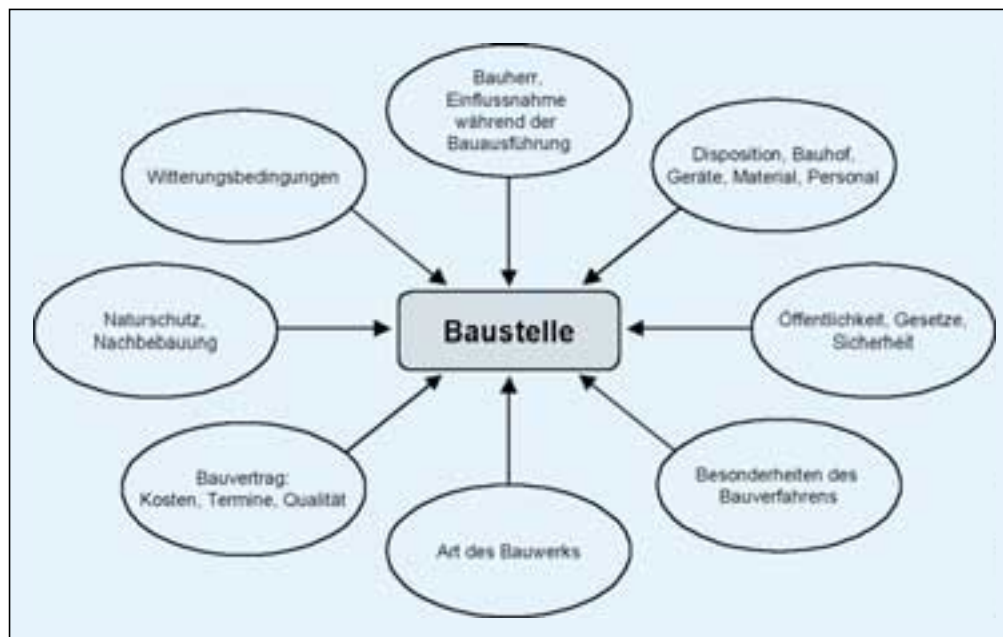 Bauherr,
Einflussnahme
während der
Bauausführung
Disposition, Bauhof,
Geräte, Material, Personal
Witterungsbedingungen
Naturschutz,
Nachbebauung
Baustelle
Öffentlichkeit, Gesetze,
Sicherheit
Bauvertrag:
Kosten, Termine, Qualität
Besonderheiten des
Bauverfahrens
Art des Bauwerks